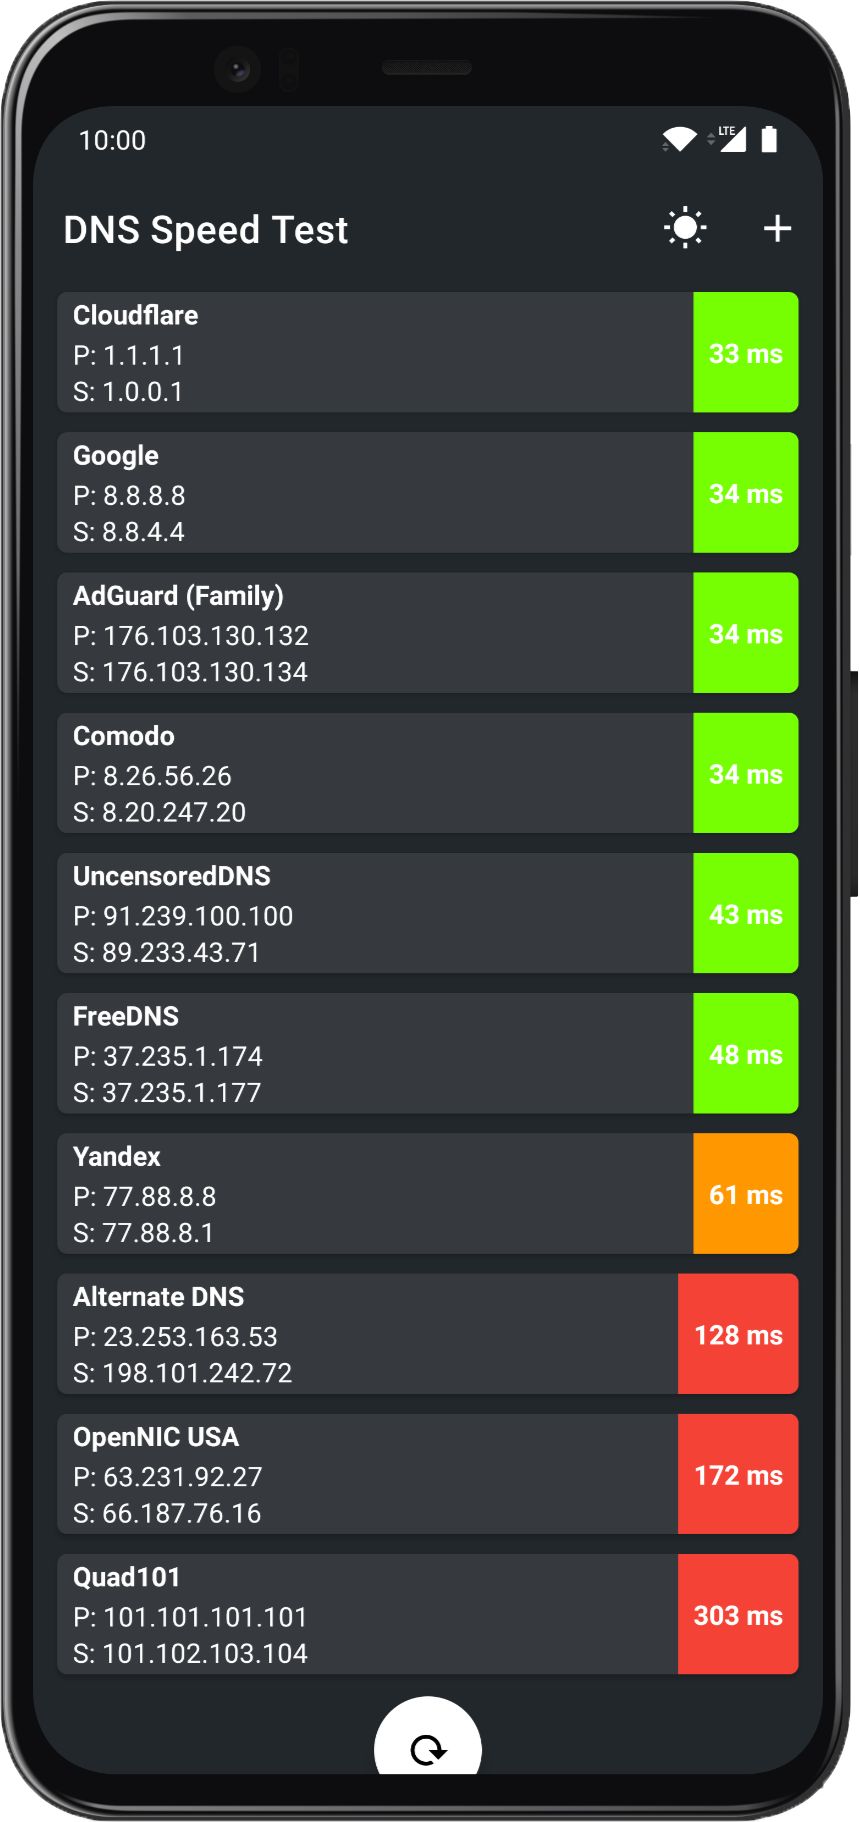 10:00
LTE
DNS Speed Test
Cloudflare
P: 1.1.1.1
S: 1.0.0.1
33 ms
Google
P: 8.8.8.8
S: 8.8.4.4
34 ms
AdGuard (Family)
P: 176.103.130.132
S: 176.103.130.134
34 ms
Comodo
P: 8.26.56.26
S: 8.20.247.20
34 ms
UncensoredDNS
P: 91.239.100.100
S: 89.233.43.71
43 ms
FreeDNS
P: 37.235.1.174
S: 37.235.1.177
48 ms
Yandex
P: 77.88.8.8
S: 77.88.8.1
61 ms
Alternate DNS
P: 23.253.163.53
S: 198.101.242.72
128 ms
OpenNIC USA
P: 63.231.92.27
S: 66.187.76.16
172 ms
Quad101
P: 101.101.101.101
S: 101.102.103.104
303 ms